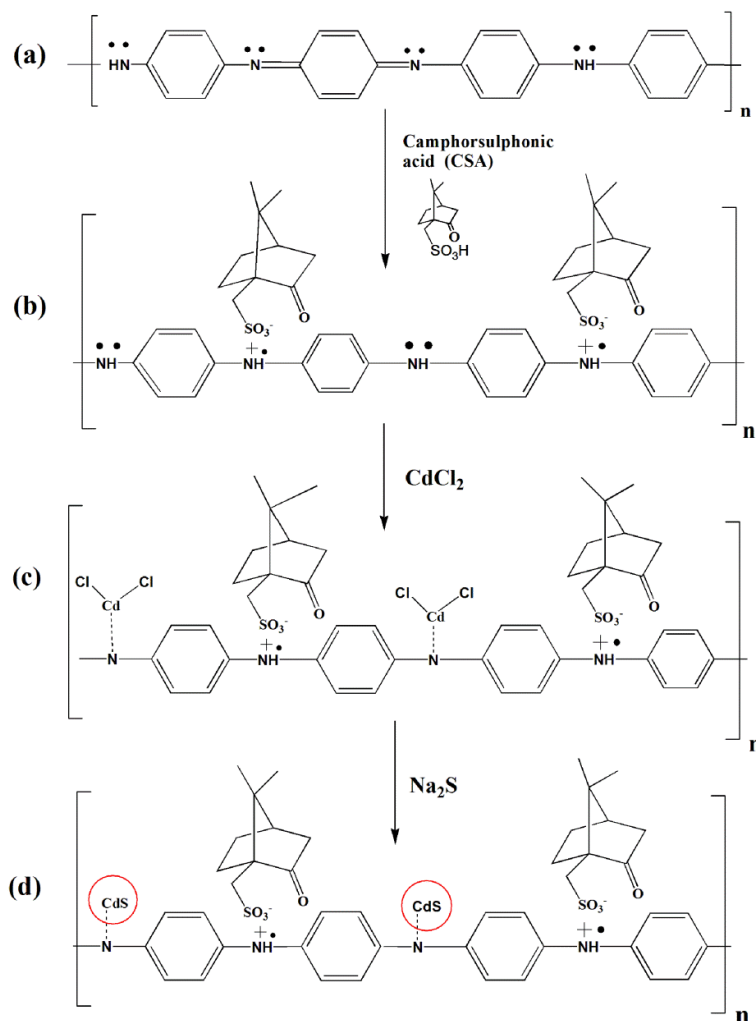 (a)
HN N N NH
n
Camphorsulphonic
acid (CSA)
O
SO₃H
(b)
O O
SO₃⁻ SO₃⁻
NH NH NH NH
+ +
n
CdCl₂
(c)
Cl Cl Cl Cl
Cd Cd
O O
SO₃⁻ SO₃⁻
+ +
N NH N NH
n
Na₂S
(d)
CdS CdS
O O
SO₃⁻ SO₃⁻
+ +
N NH N NH
n